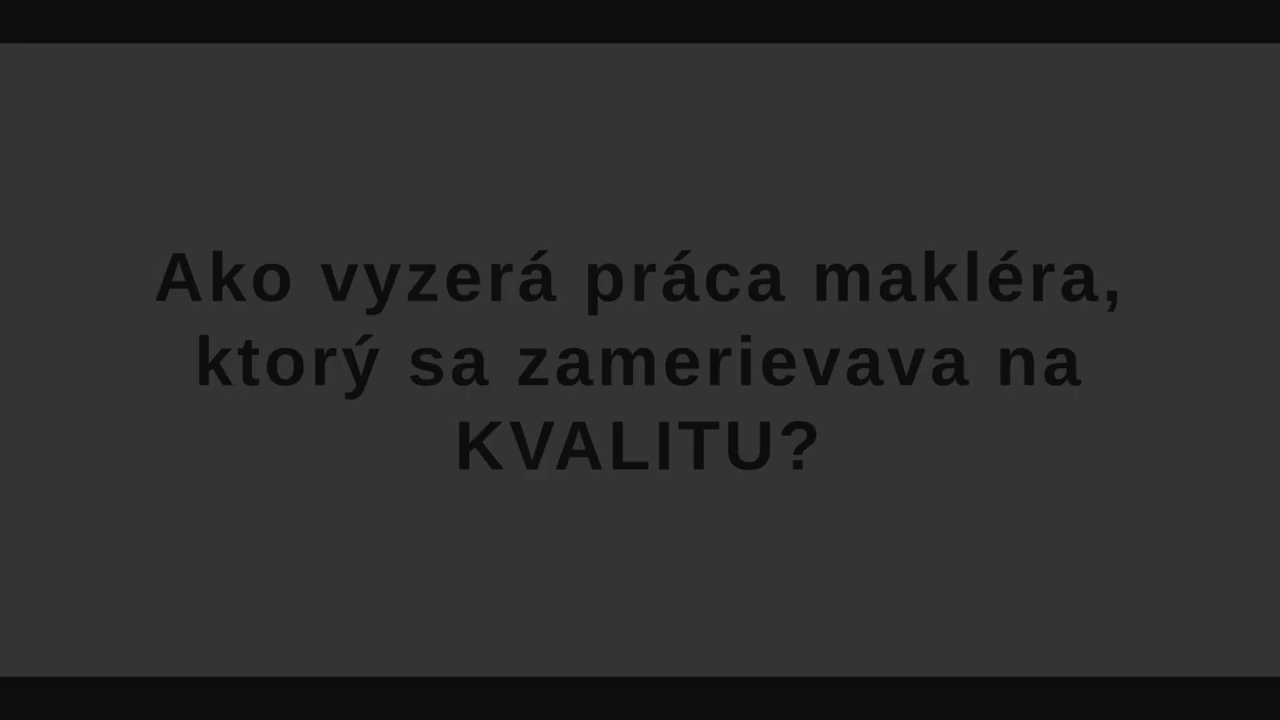 Ako vyzerá práca makléra,
ktorý sa zamerievava na
KVALITU?